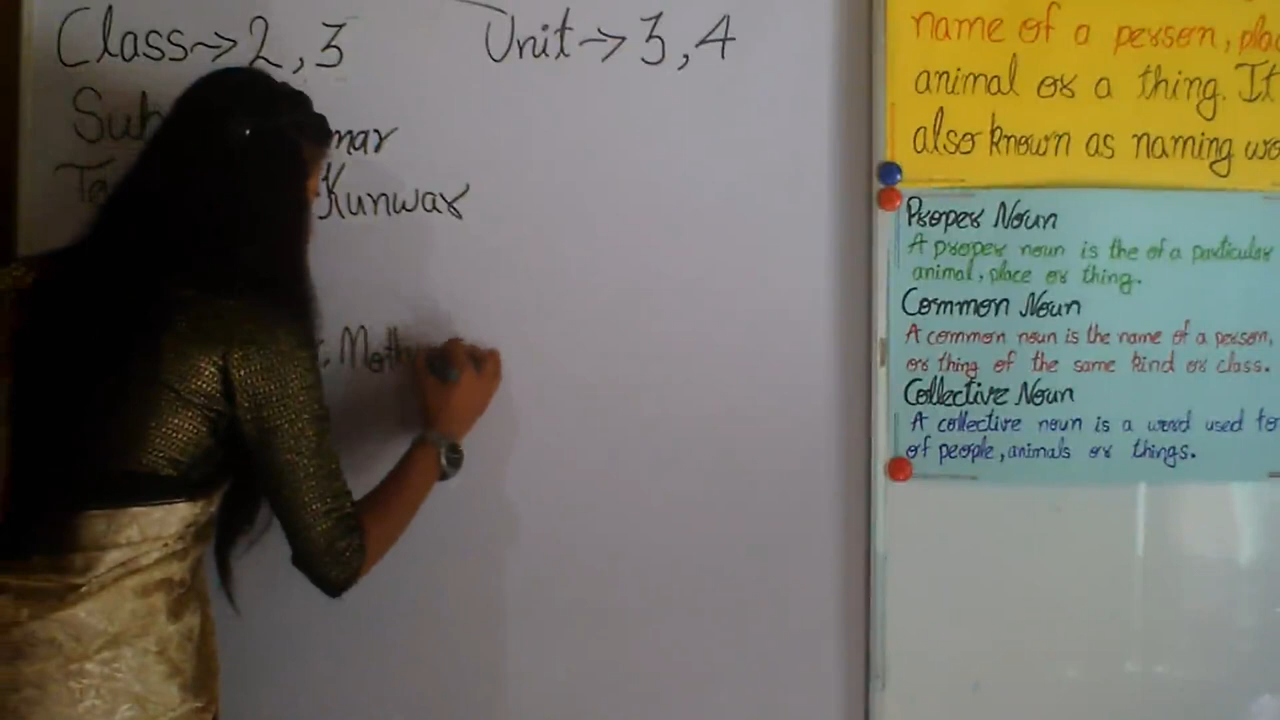 Class → 2, 3
Unit → 3, 4
Sub
mar
Kunwar
name of a person, pla
animal or a thing. It
also known as naming wo
Proper Noun
A proper noun is the of a particular
animal, place or thing.
Common Noun
A common noun is the name of a person,
or thing of the same kind or class.
Collective Noun
A collective noun is a word used to
of people, animals or things.